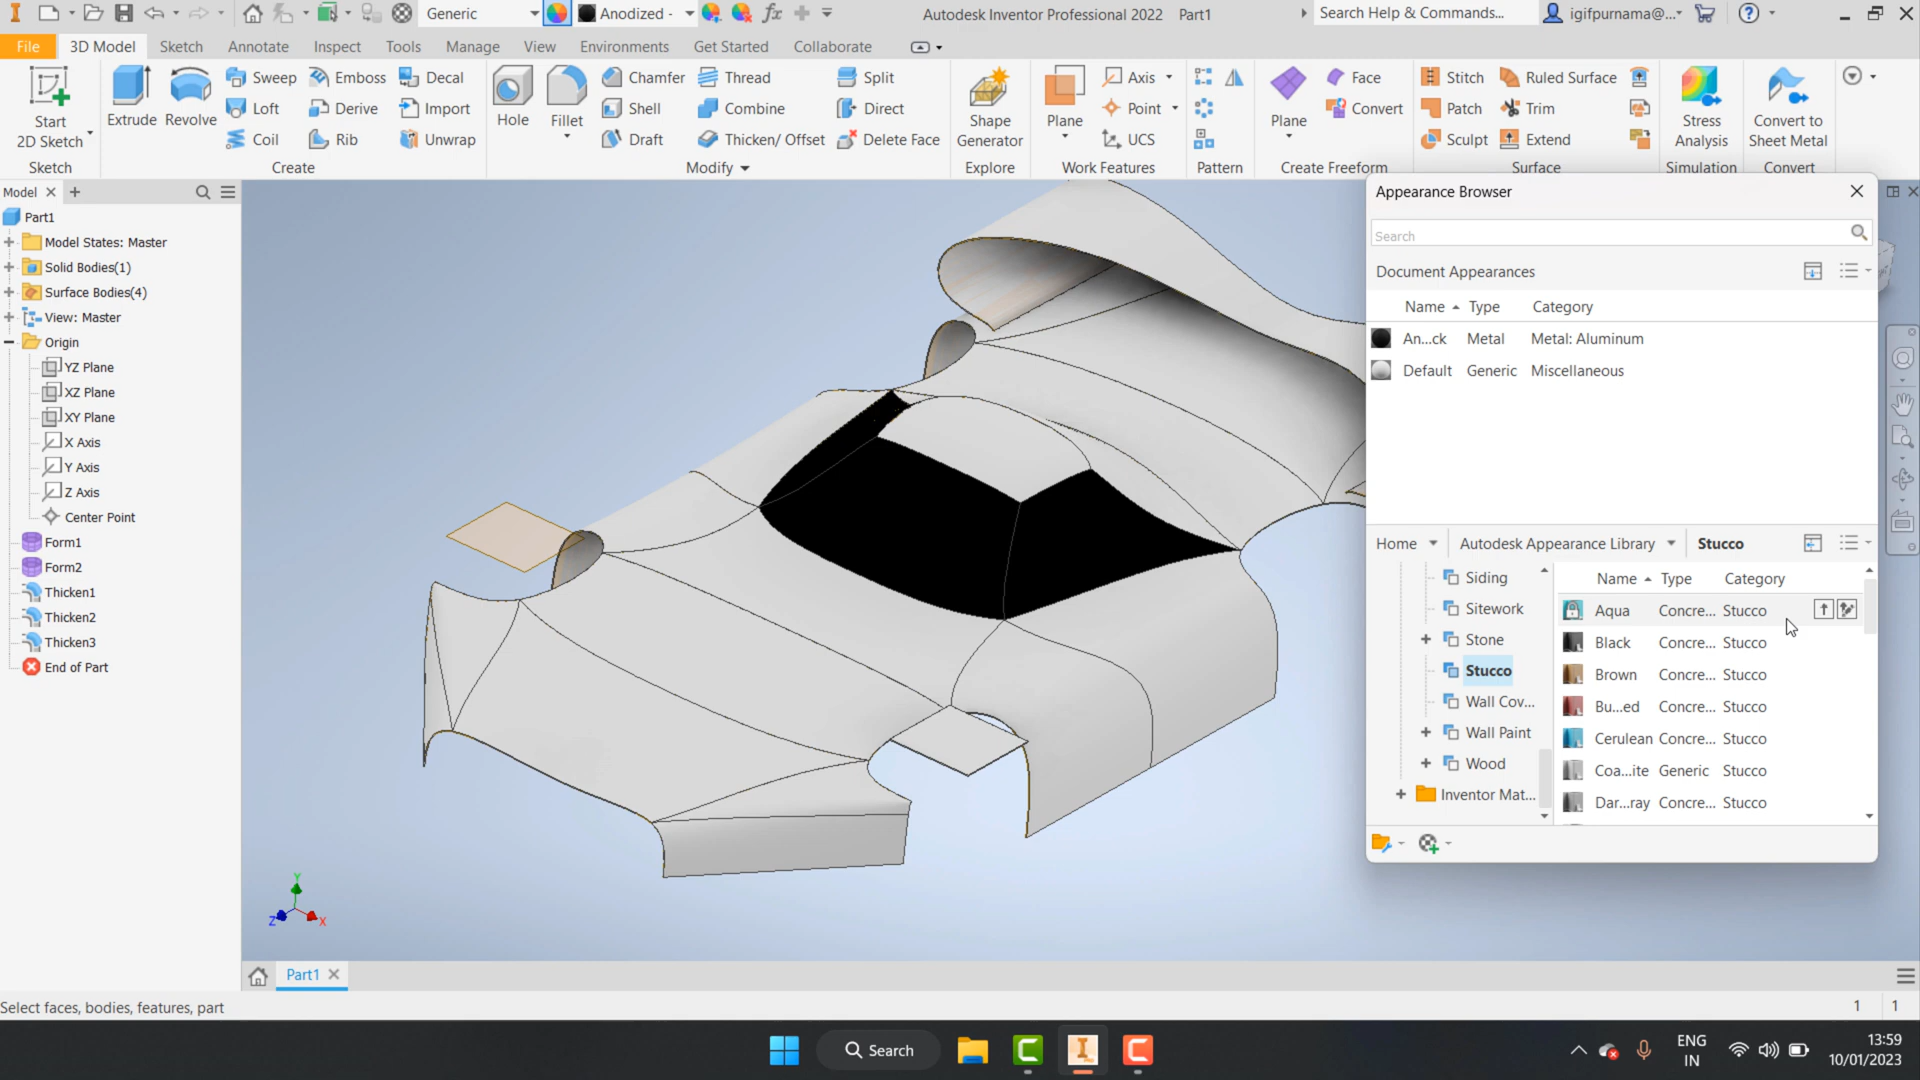 Generic
Anodized -
Autodesk Inventor Professional 2022 Part1
Search Help & Commands...
igifpurnama@...
File
3D Model
Sketch
Annotate
Inspect
Tools
Manage
View
Environments
Get Started
Collaborate
Start
2D Sketch
Sketch
Extrude
Revolve
Sweep
Loft
Coil
Emboss
Derive
Rib
Decal
Import
Unwrap
Create
Hole
Fillet
Chamfer
Shell
Draft
Thread
Combine
Thicken/ Offset
Split
Direct
Delete Face
Modify
Shape
Generator
Explore
Plane
Axis
Point
UCS
Work Features
Pattern
Plane
Face
Convert
Create Freeform
Stitch
Patch
Sculpt
Ruled Surface
Trim
Extend
Surface
Stress
Analysis
Simulation
Convert to
Sheet Metal
Convert
Model
Part1
Model States: Master
Solid Bodies(1)
Surface Bodies(4)
View: Master
Origin
YZ Plane
XZ Plane
XY Plane
X Axis
Y Axis
Z Axis
Center Point
Form1
Form2
Thicken1
Thicken2
Thicken3
End of Part
Y
Z
X
Appearance Browser
Search
Document Appearances
Name Type Category
An...ck Metal Metal: Aluminum
Default Generic Miscellaneous
Home Autodesk Appearance Library Stucco
Siding
Sitework
Stone
Stucco
Wall Cov...
Wall Paint
Wood
Inventor Mat...
Name Type Category
Aqua Concre... Stucco
Black Concre... Stucco
Brown Concre... Stucco
Bu...ed Concre... Stucco
Cerulean Concre... Stucco
Coa...ite Generic Stucco
Dar...ray Concre... Stucco
Part1
Select faces, bodies, features, part
1 1
Search
ENG
IN
13:59
10/01/2023